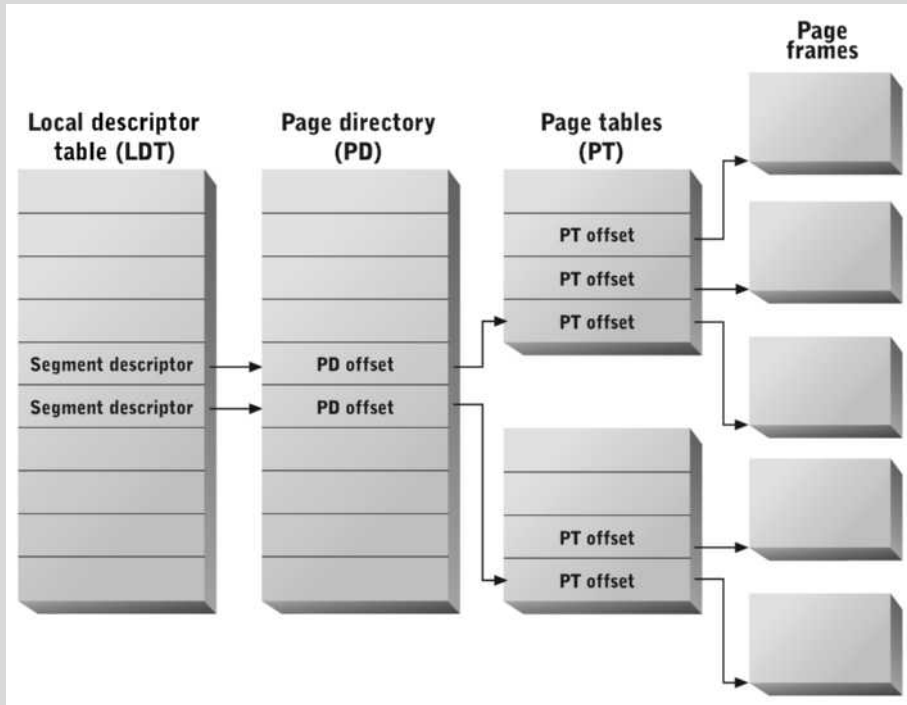 Page
frames
Local descriptor
table (LDT)
Page directory
(PD)
Page tables
(PT)
PT offset
PT offset
PT offset
Segment descriptor
PD offset
Segment descriptor
PD offset
PT offset
PT offset